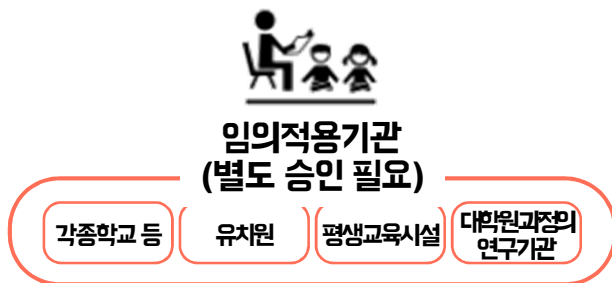 임의적용기관
(별도 승인 필요)
각종학교 등
유치원
평생교육시설
대학원과정의
연구기관